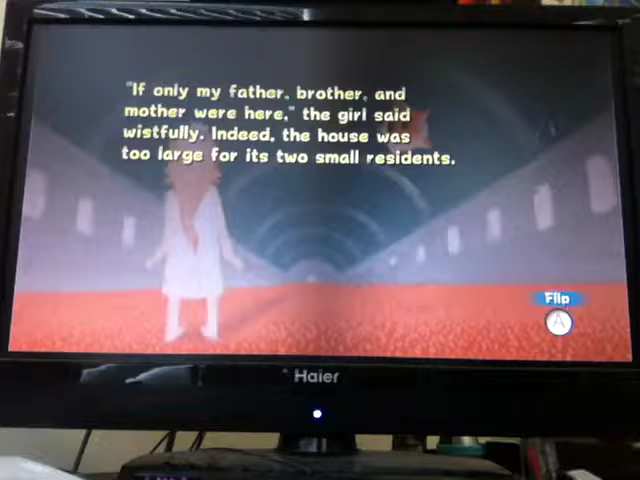 "If only my father, brother, and
mother were here," the girl said
wistfully. Indeed, the house was
too large for its two small residents.
Flip
A
Haier